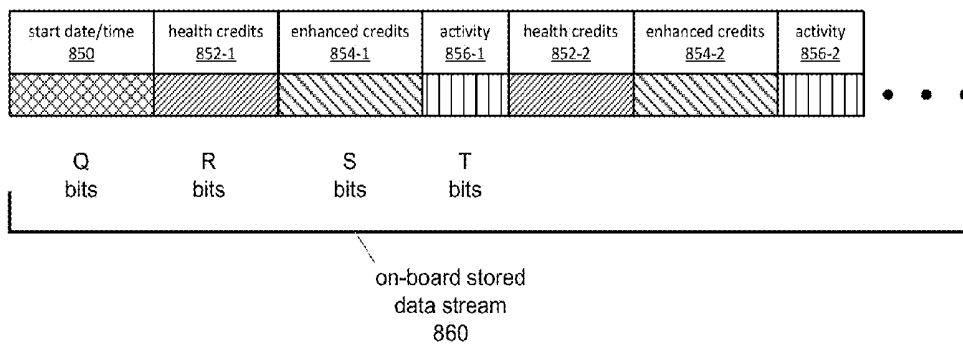 start date/time health credits enhanced credits activity health credits enhanced credits activity
850 852-1 854-1 856-1 852-2 854-2 856-2
Q R S T
bits bits bits bits
on-board stored
data stream
860